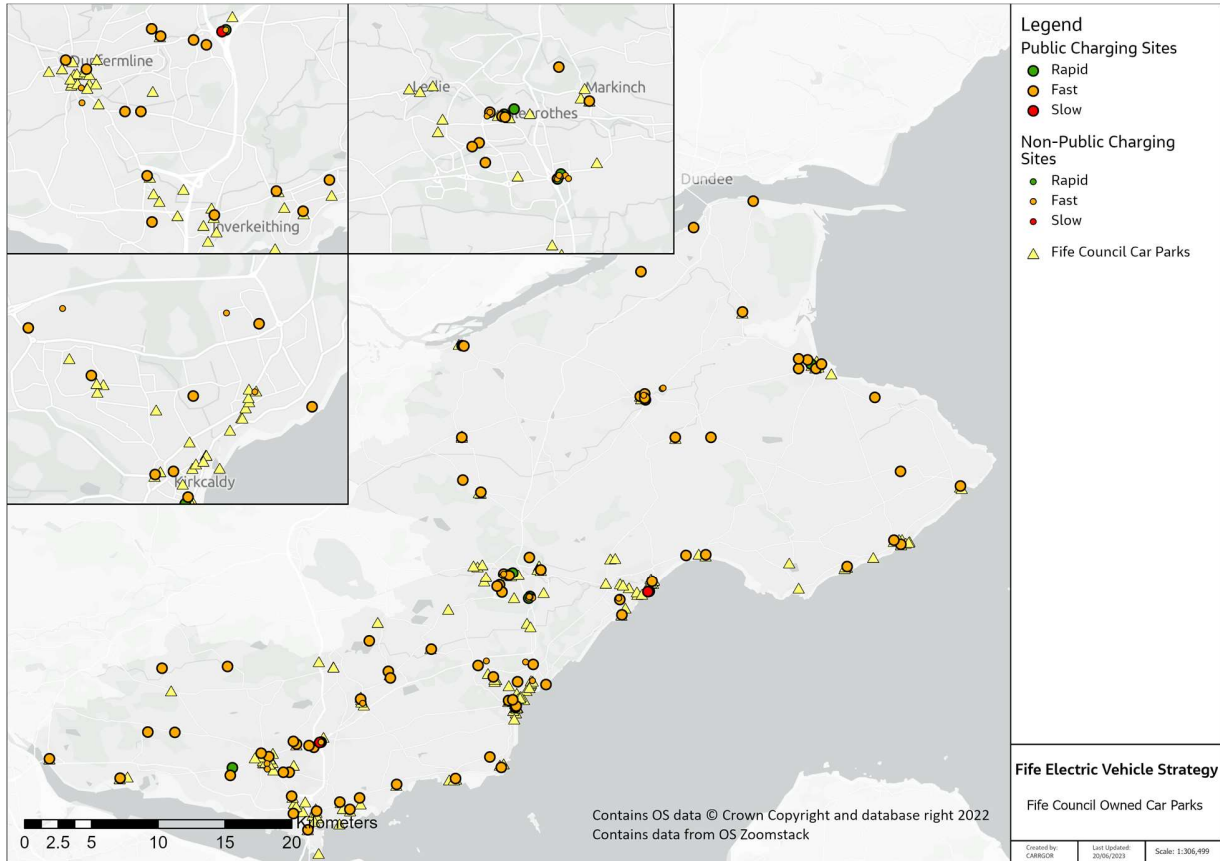 Legend
Public Charging Sites
Rapid
Fast
Slow
Non-Public Charging
Sites
Rapid
Fast
Slow
Fife Council Car Parks
Dunfermline
Inverkeithing
Leslie
Markinch
Glenrothes
Kirkcaldy
Dundee
Kilometers
0 2.5 5 10 15 20
Contains OS data © Crown Copyright and database right 2022
Contains data from OS Zoomstack
Fife Electric Vehicle Strategy
Fife Council Owned Car Parks
Created by:
CARRGOR
Last Updated:
20/06/2023
Scale: 1:306,499